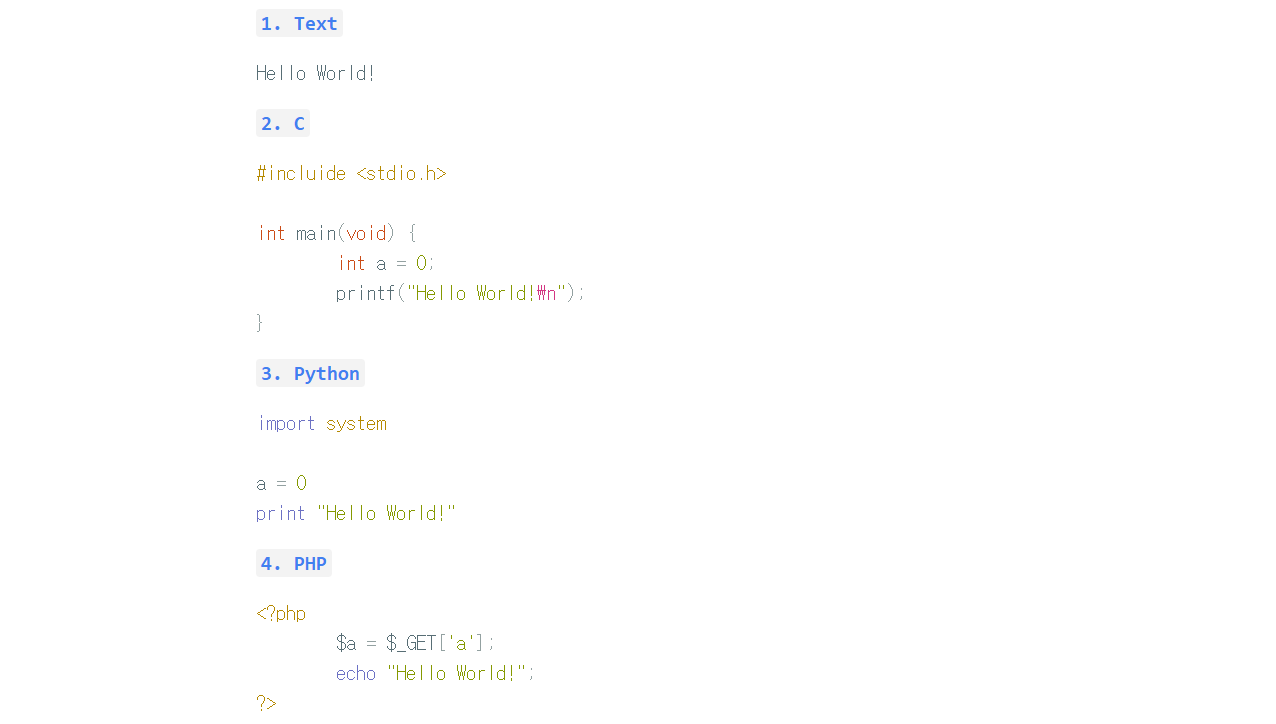 1. Text
Hello World!
2. C
#incluide <stdio.h>
int main(void) {
int a = 0;
printf("Hello World!₩n");
}
3. Python
import system
a = 0
print "Hello World!"
4. PHP
<?php
$a = $_GET['a'];
echo "Hello World!";
?>